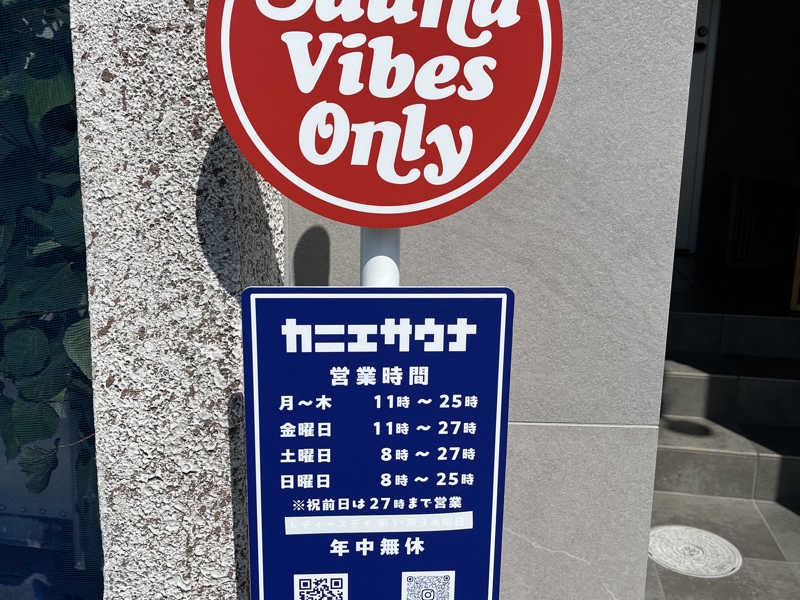 Sauna
Vibes
Only
カニエサウナ
営業時間
月～木 11時 ～ 25時
金曜日 11時 ～ 27時
土曜日 8時 ～ 27時
日曜日 8時 ～ 25時
※祝前日は27時まで営業
年中無休